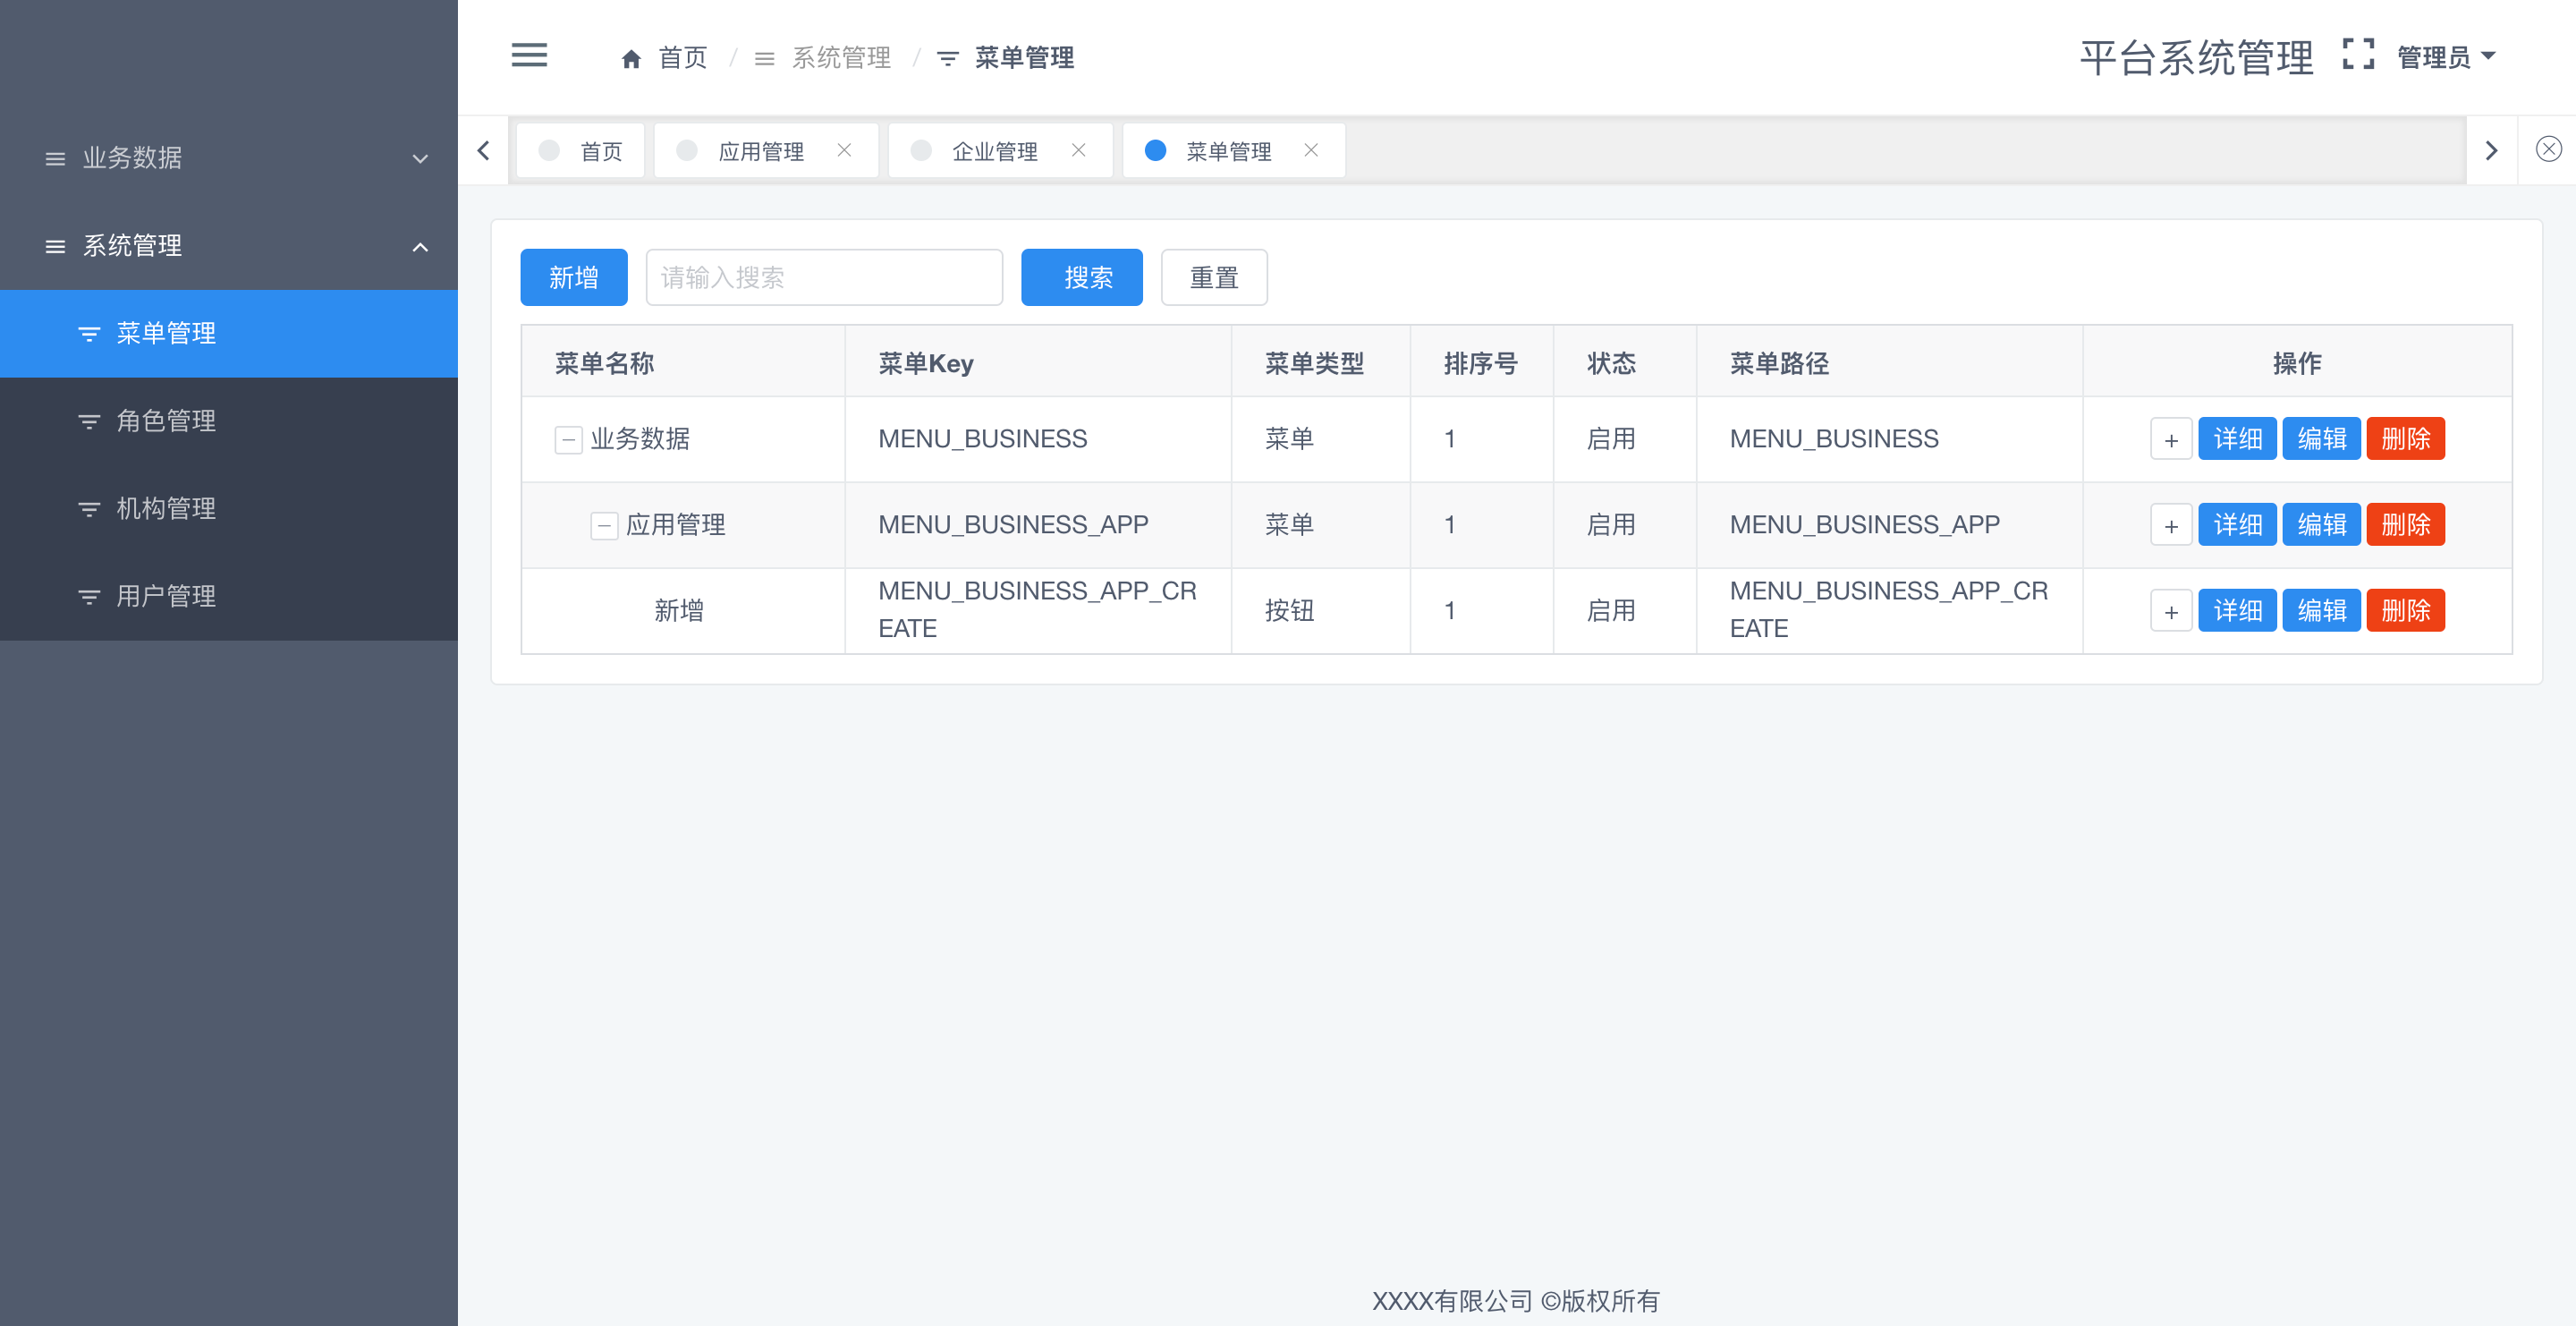 业务数据
系统管理
菜单管理
角色管理
机构管理
用户管理
首页 / 系统管理 / 菜单管理
平台系统管理 管理员
首页 应用管理 企业管理 菜单管理
新增 请输入搜索 搜索 重置
菜单名称 菜单Key 菜单类型 排序号 状态 菜单路径 操作
业务数据 MENU_BUSINESS 菜单 1 启用 MENU_BUSINESS + 详细 编辑 删除
应用管理 MENU_BUSINESS_APP 菜单 1 启用 MENU_BUSINESS_APP + 详细 编辑 删除
新增 MENU_BUSINESS_APP_CR
EATE 按钮 1 启用 MENU_BUSINESS_APP_CR
EATE + 详细 编辑 删除
XXXX有限公司 ©版权所有